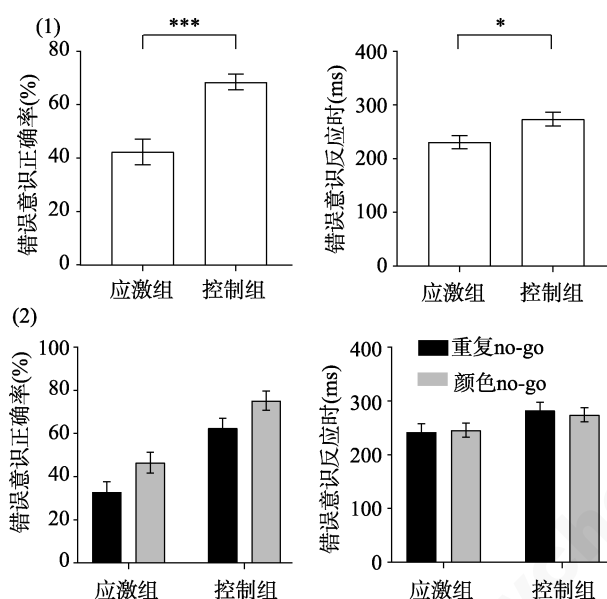 (1)
***
错误意识正确率(%)
80
60
40
20
0
应激组
控制组
*
错误意识反应时(ms)
400
300
200
100
0
应激组
控制组
(2)
错误意识正确率(%)
100
80
60
40
20
0
应激组
控制组
错误意识反应时(ms)
400
300
200
100
0
重复no-go
颜色no-go
应激组
控制组